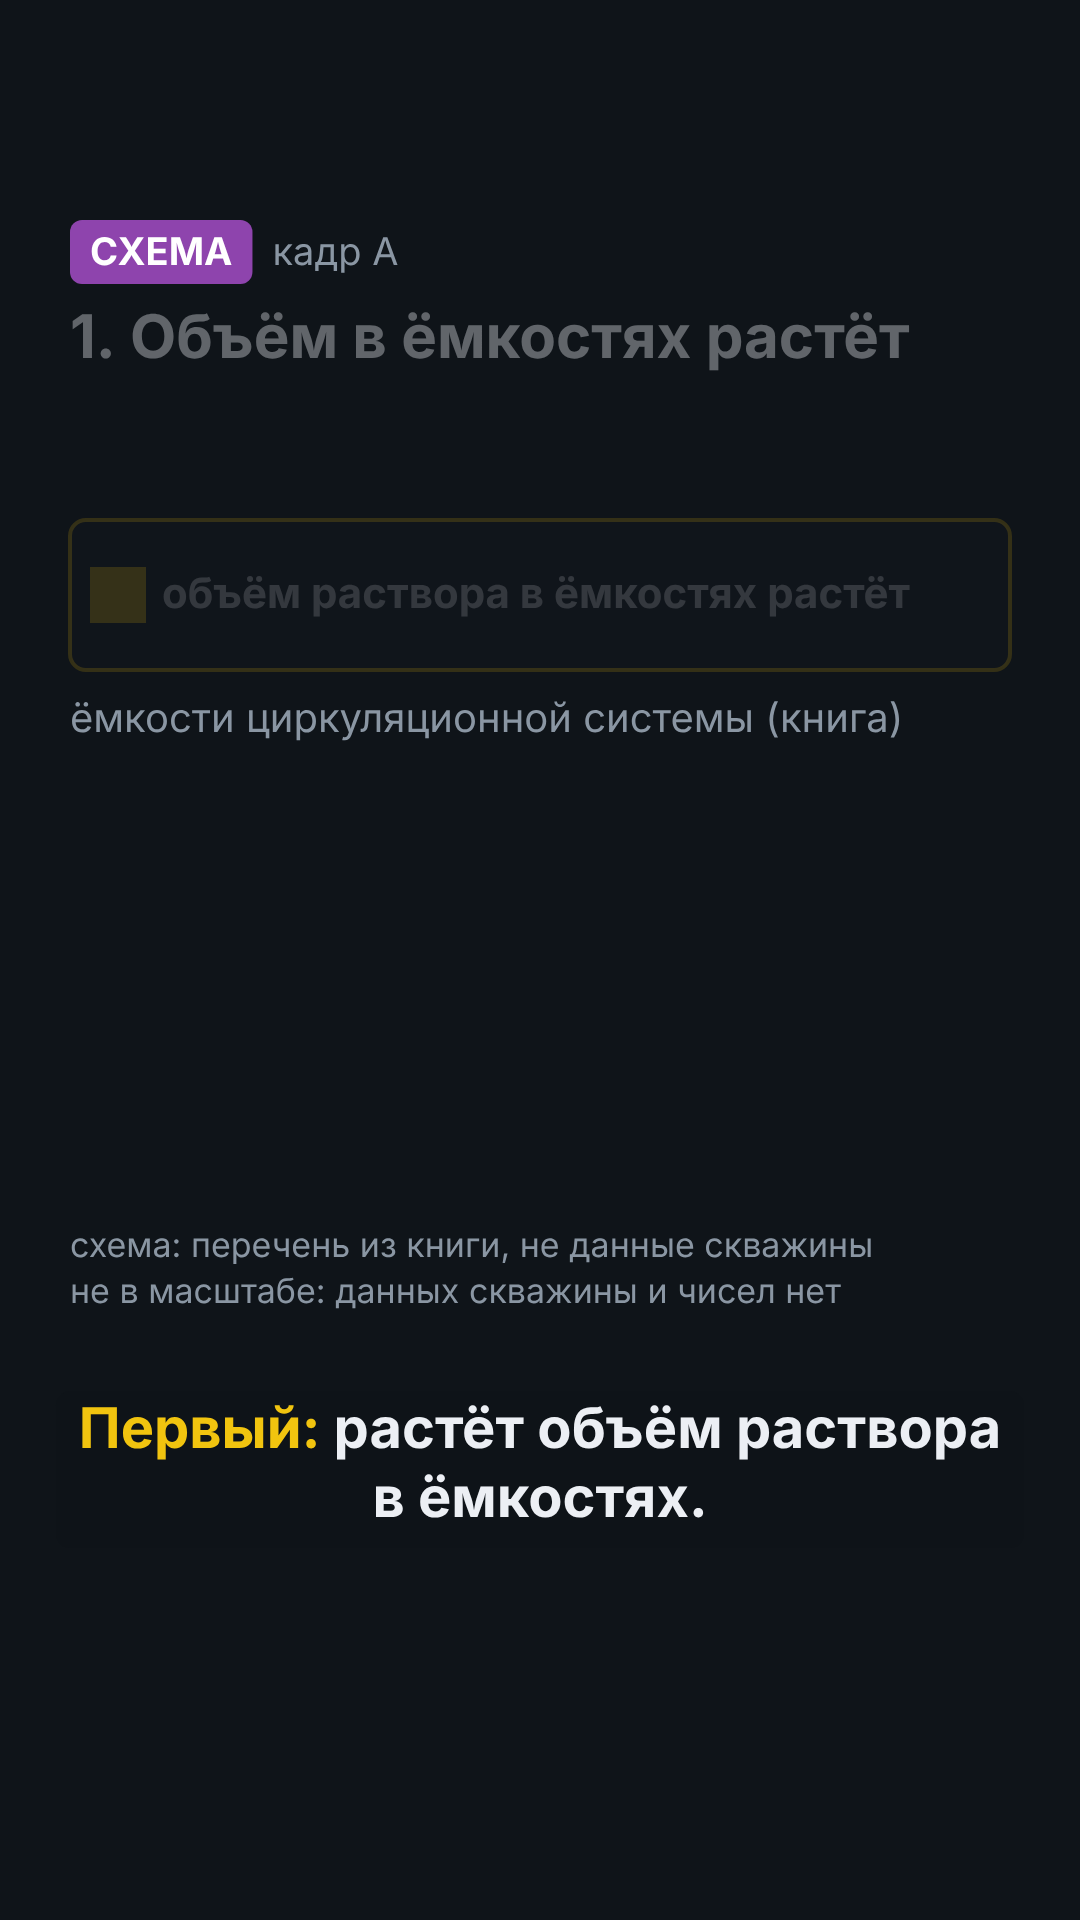 СХЕМА кадр А
1. Объём в ёмкостях растёт
объём раствора в ёмкостях растёт
ёмкости циркуляционной системы (книга)
схема: перечень из книги, не данные скважины
не в масштабе: данных скважины и чисел нет
Первый: растёт объём раствора
в ёмкостях.